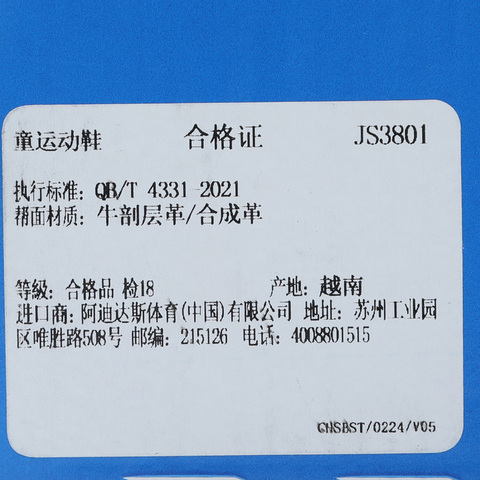 童运动鞋 合格证 JS3801
执行标准: QB/T 4331-2021
帮面材质: 牛剖层革/合成革
等级: 合格品 检18 产地: 越南
进口商: 阿迪达斯体育(中国)有限公司 地址: 苏州工业园
区唯胜路508号 邮编: 215126 电话: 4008801515
CHSBST/0224/V05